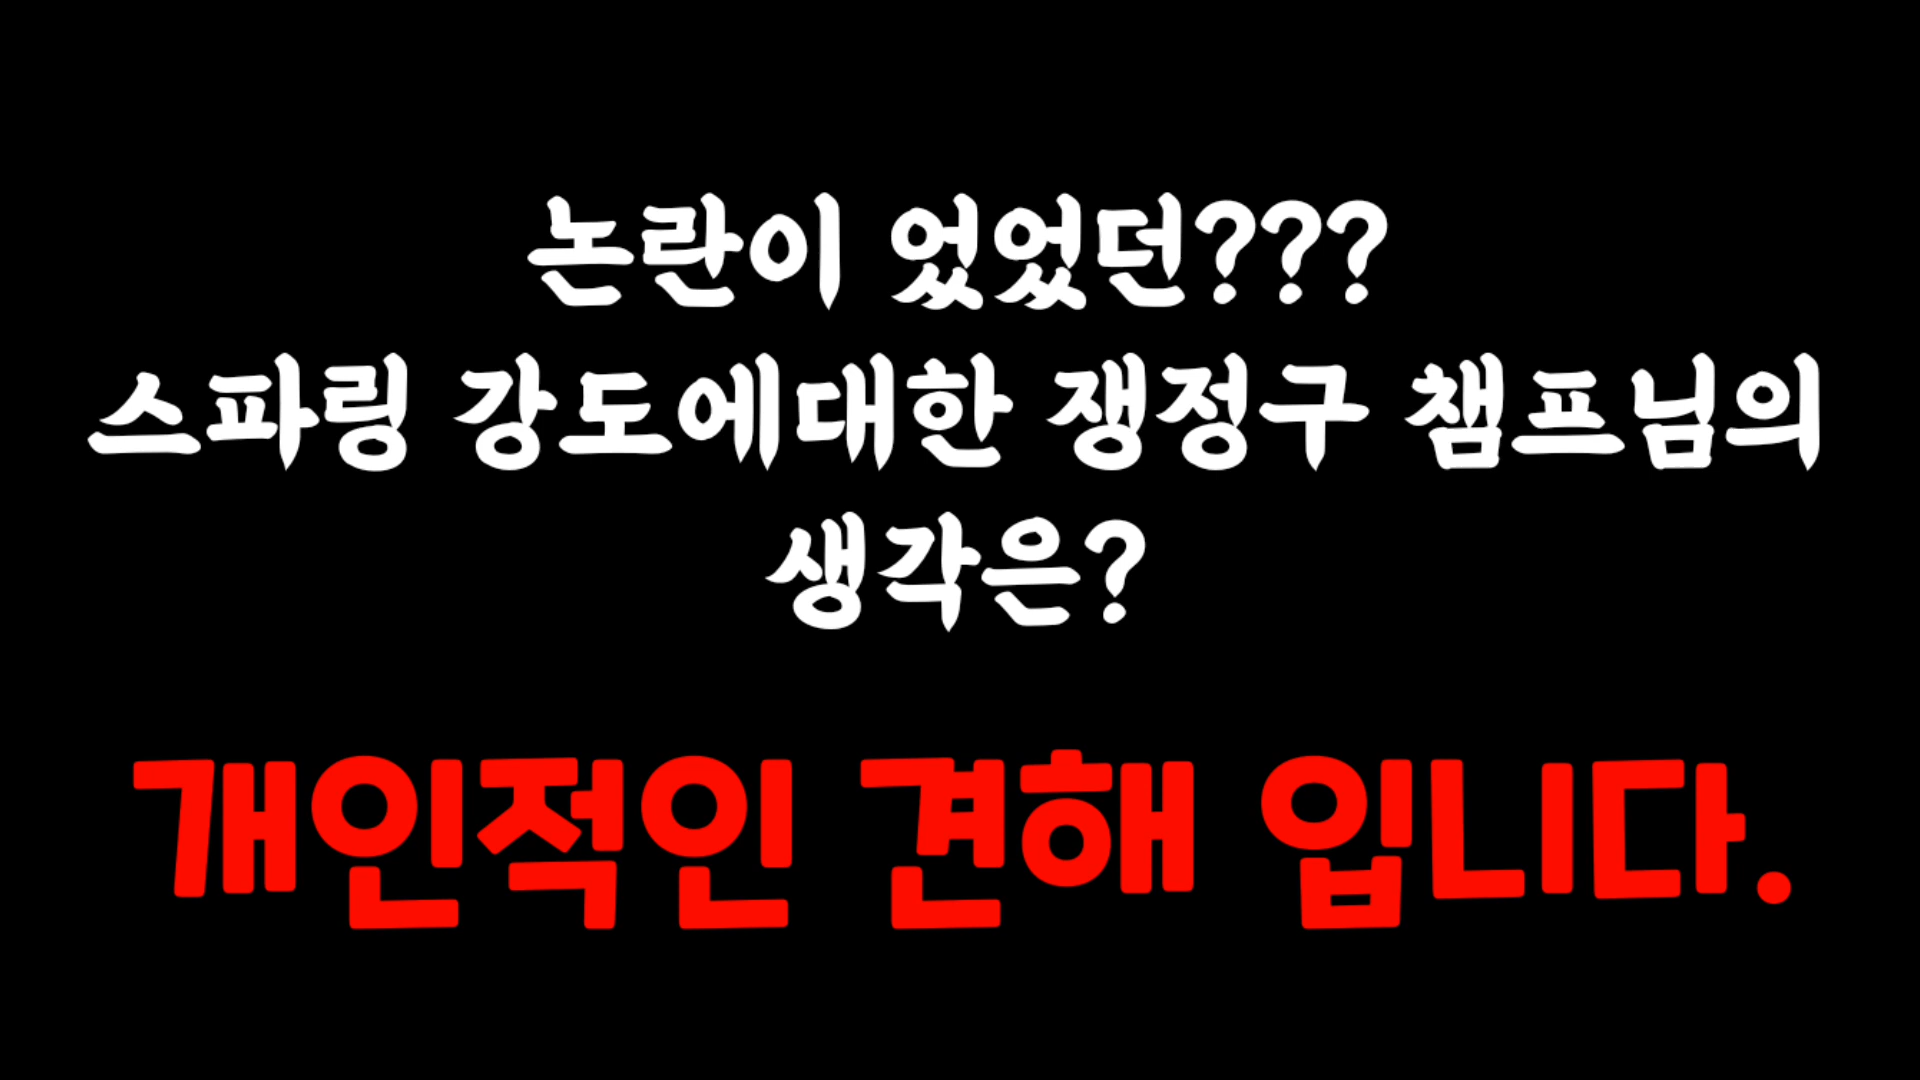 논란이 었었던???
스파링 강도에대한 쟁정구 챔프님의
생각은?
개인적인 견해 입니다.